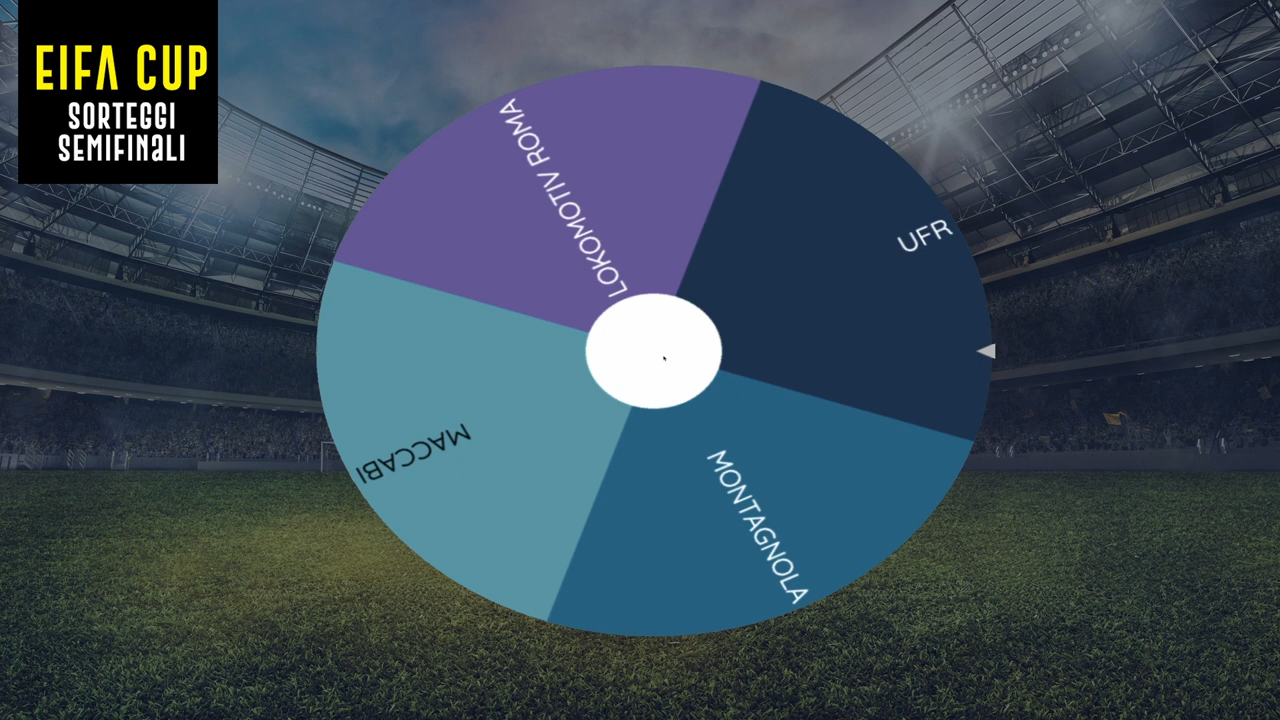 EIFA CUP
SORTEGGI
SEMIFINALI
LOKOMOTIV ROMA
UFR
MACCABI
MONTAGNOLA